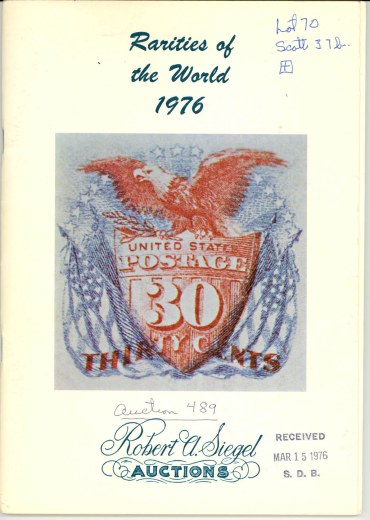 Lot 70
Scott 37b
Rarities of
the World
1976
UNITED STATE
POSTAGE
30
THIRTY CENTS
Auction 489
Robert A. Siegel
AUCTIONS
RECEIVED
MAR 15 1976
S. D. B.